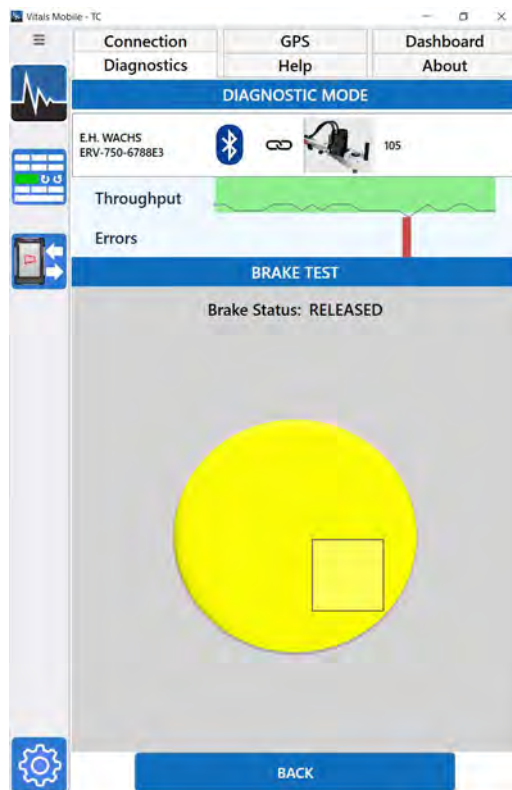 Vitals Mobile - TC
Connection GPS Dashboard
Diagnostics Help About
DIAGNOSTIC MODE
E.H. WACHS
ERV-750-6788E3
105
Throughput
Errors
BRAKE TEST
Brake Status: RELEASED
BACK